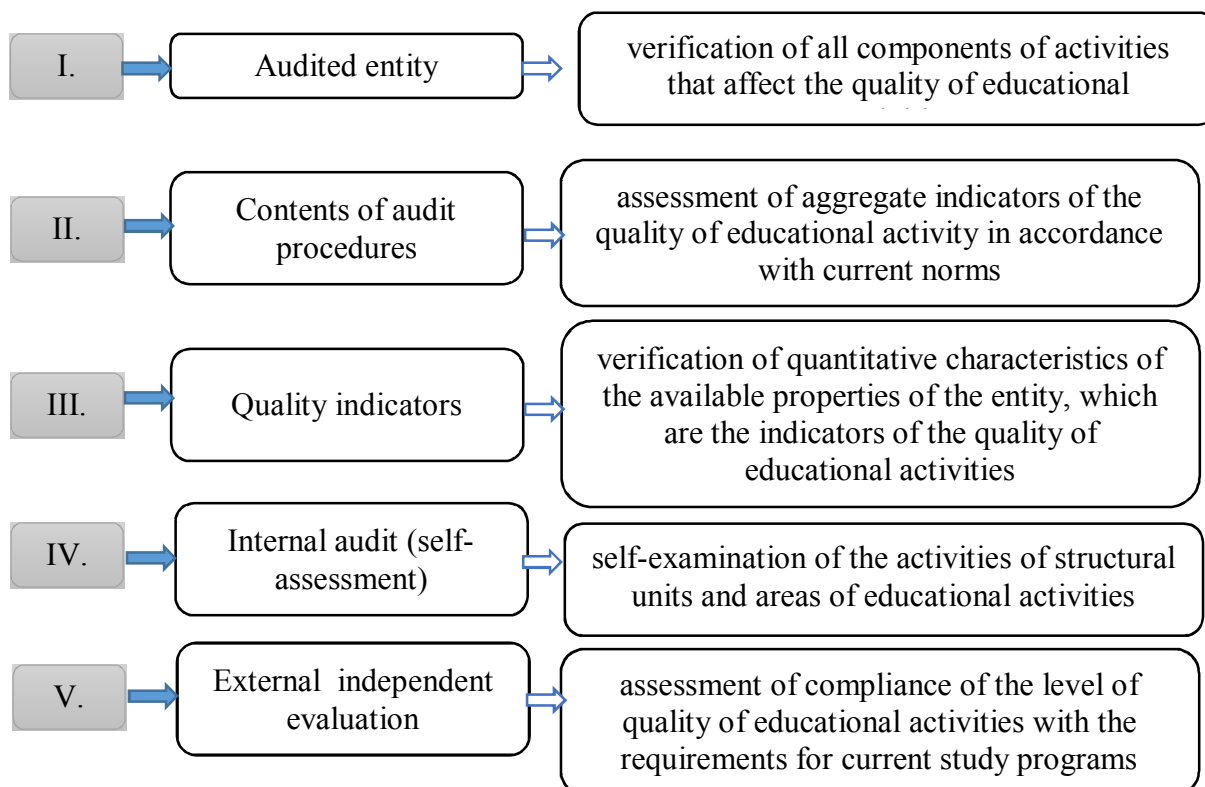 I.
Audited entity
verification of all components of activities
that affect the quality of educational
II.
Contents of audit
procedures
assessment of aggregate indicators of the
quality of educational activity in accordance
with current norms
III.
Quality indicators
verification of quantitative characteristics of
the available properties of the entity, which
are the indicators of the quality of
educational activities
IV.
Internal audit (self-
assessment)
self-examination of the activities of structural
units and areas of educational activities
V.
External independent
evaluation
assessment of compliance of the level of
quality of educational activities with the
requirements for current study programs